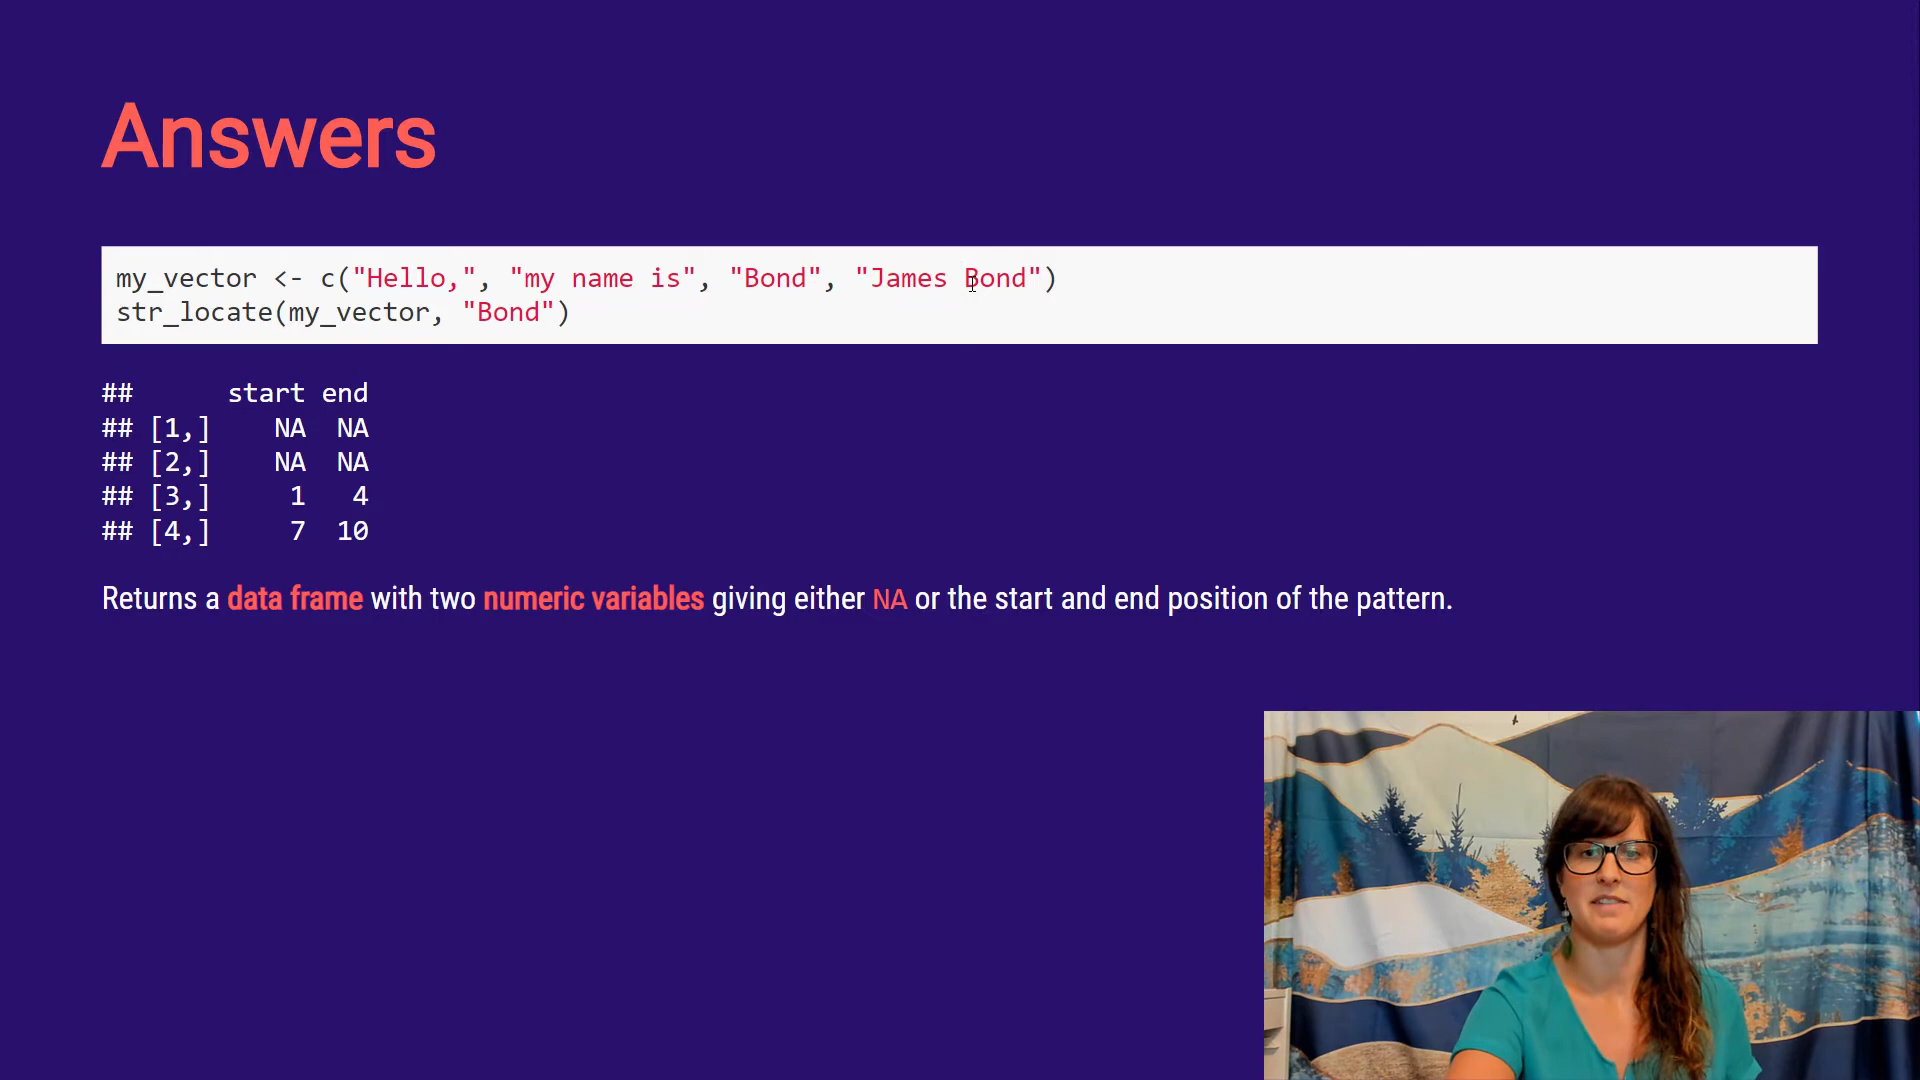 Answers
my_vector <- c("Hello,", "my name is", "Bond", "James Bond")
str_locate(my_vector, "Bond")
##      start end
## [1,]    NA  NA
## [2,]    NA  NA
## [3,]     1   4
## [4,]     7  10
Returns a data frame with two numeric variables giving either NA or the start and end position of the pattern.